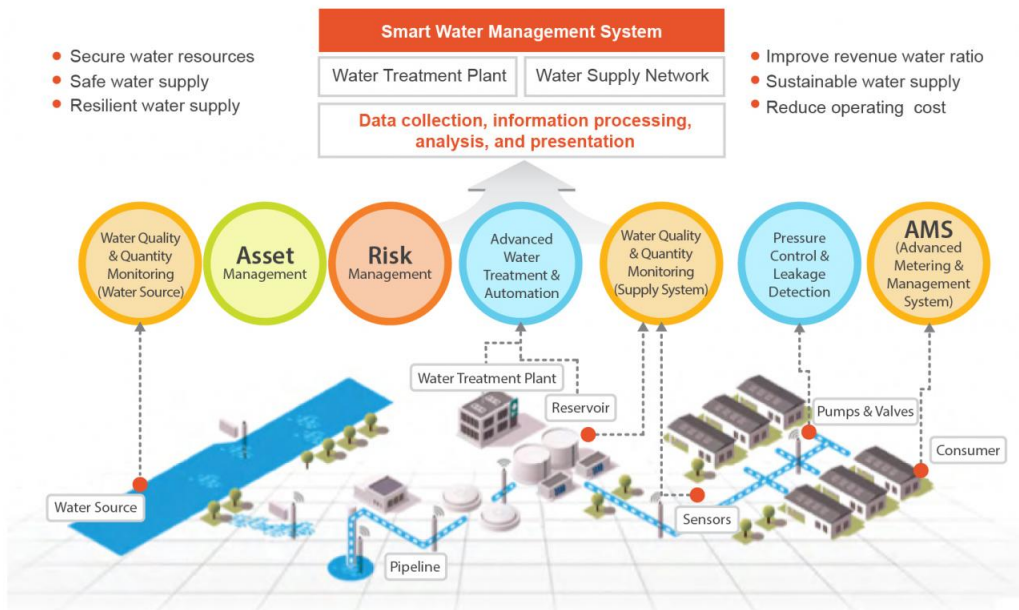 Smart Water Management System
Water Treatment Plant
Water Supply Network
Data collection, information processing,
analysis, and presentation
Secure water resources
Safe water supply
Resilient water supply
Improve revenue water ratio
Sustainable water supply
Reduce operating cost
Water Quality
& Quantity
Monitoring
(Water Source)
Asset
Management
Risk
Management
Advanced
Water
Treatment &
Automation
Water Quality
& Quantity
Monitoring
(Supply System)
Pressure
Control &
Leakage
Detection
AMS
(Advanced
Metering &
Management
System)
Water Treatment Plant
Reservoir
Pumps & Valves
Consumer
Water Source
Sensors
Pipeline